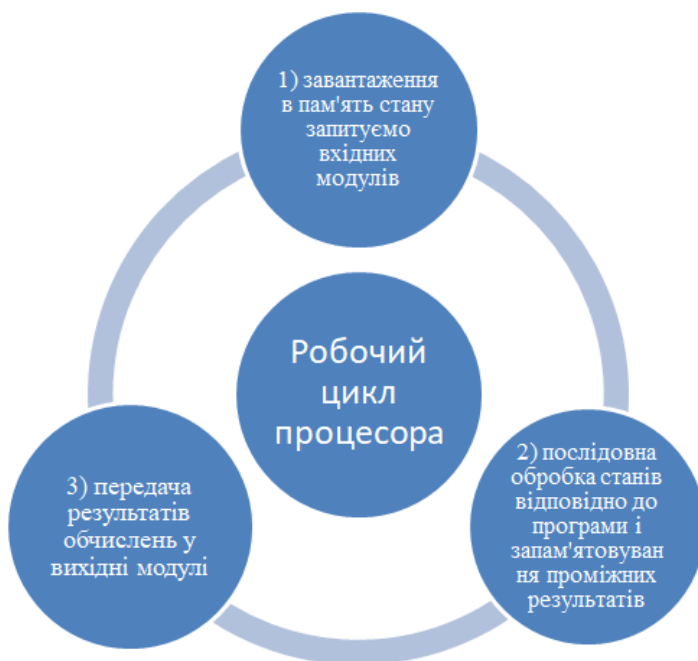 1) завантаження
в пам'ять стану
запитуємо
вхідних
модулів
Робочий
цикл
процесора
3) передача
результатів
обчислень у
вихідні модулі
2) послідовна
обробка станів
відповідно до
програми і
запам'ятовуван
ня проміжних
результатів